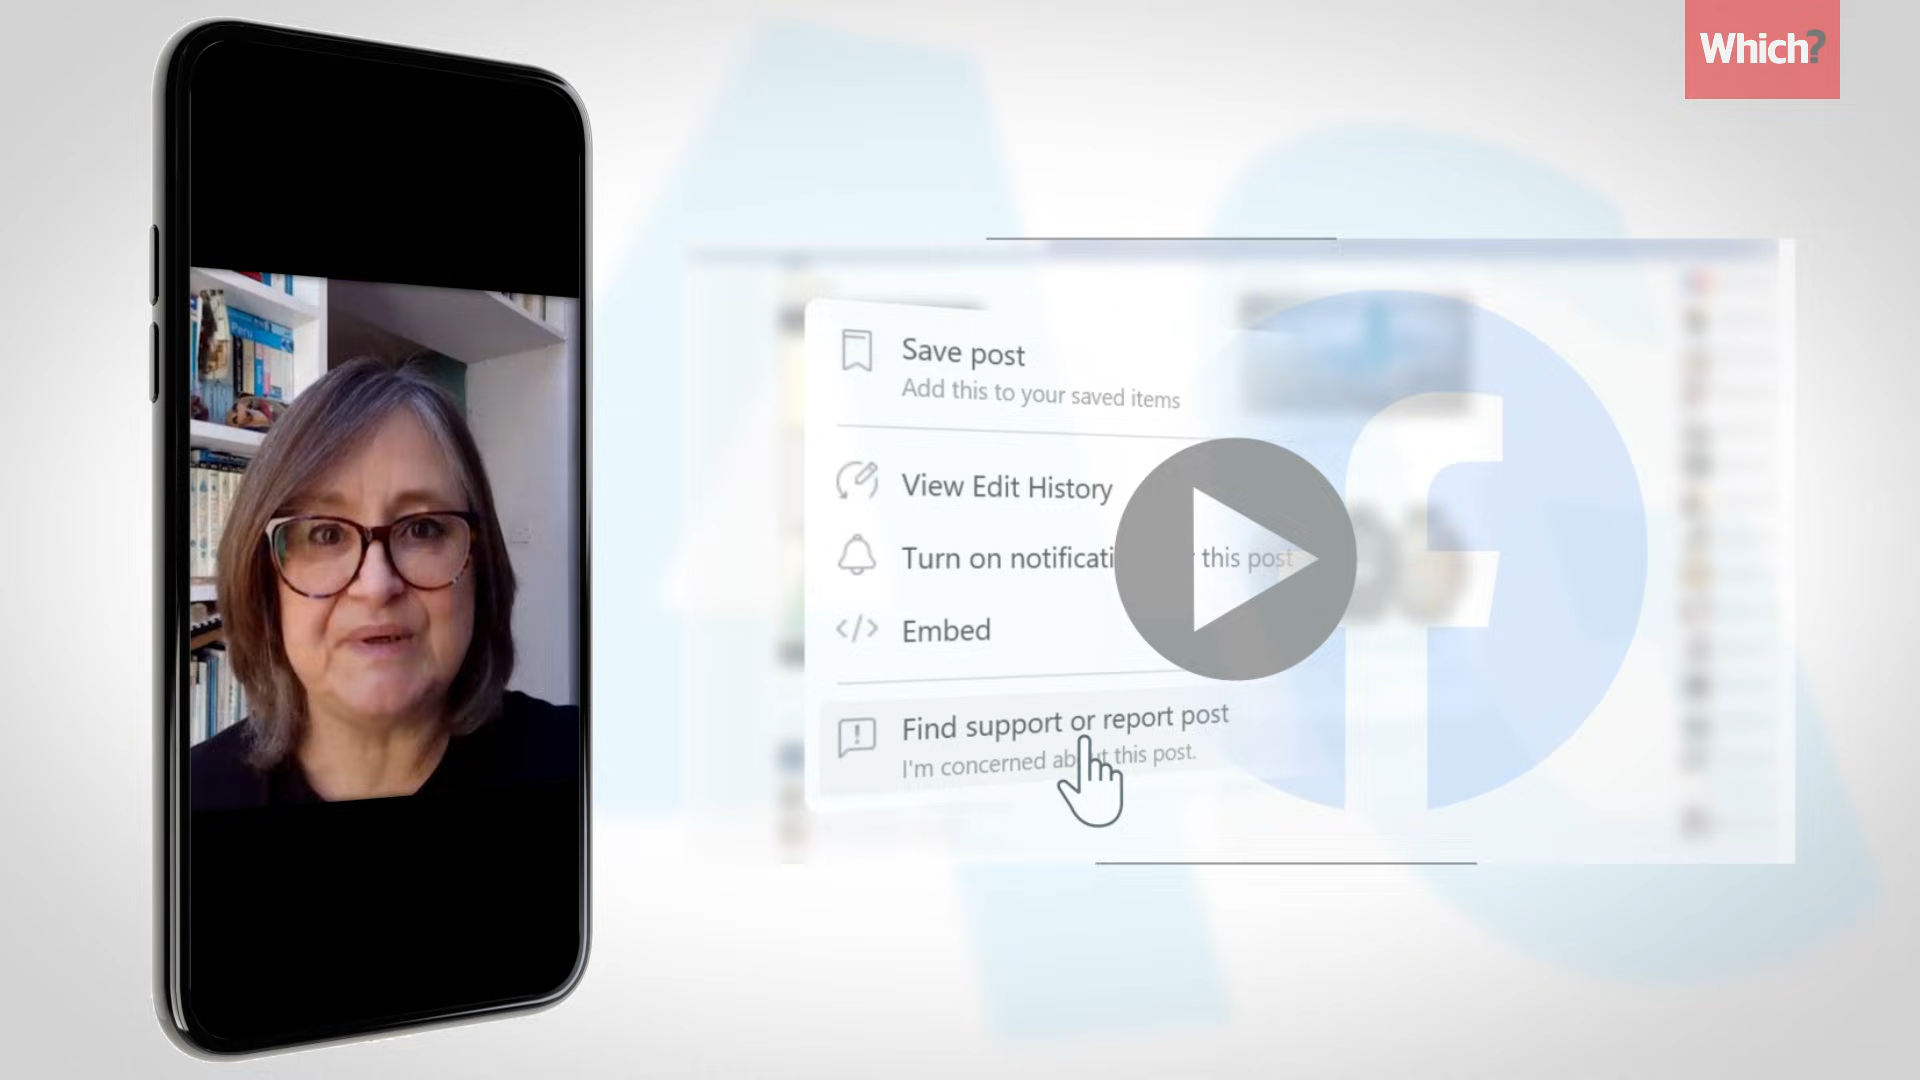 Which?
Peru
Save post
Add this to your saved items
View Edit History
Turn on notificati this post
Embed
Find support or report post
I'm concerned ab t this post.